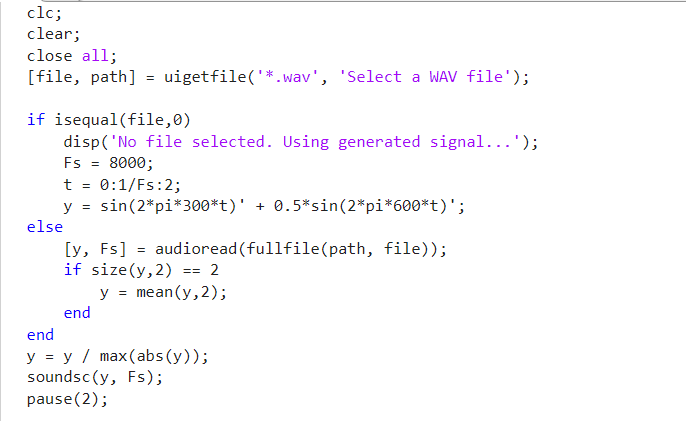 clc;
clear;
close all;
[file, path] = uigetfile('*.wav', 'Select a WAV file');
if isequal(file,0)
    disp('No file selected. Using generated signal...');
    Fs = 8000;
    t = 0:1/Fs:2;
    y = sin(2*pi*300*t)' + 0.5*sin(2*pi*600*t)';
else
    [y, Fs] = audioread(fullfile(path, file));
    if size(y,2) == 2
        y = mean(y,2);
    end
end
y = y / max(abs(y));
soundsc(y, Fs);
pause(2);